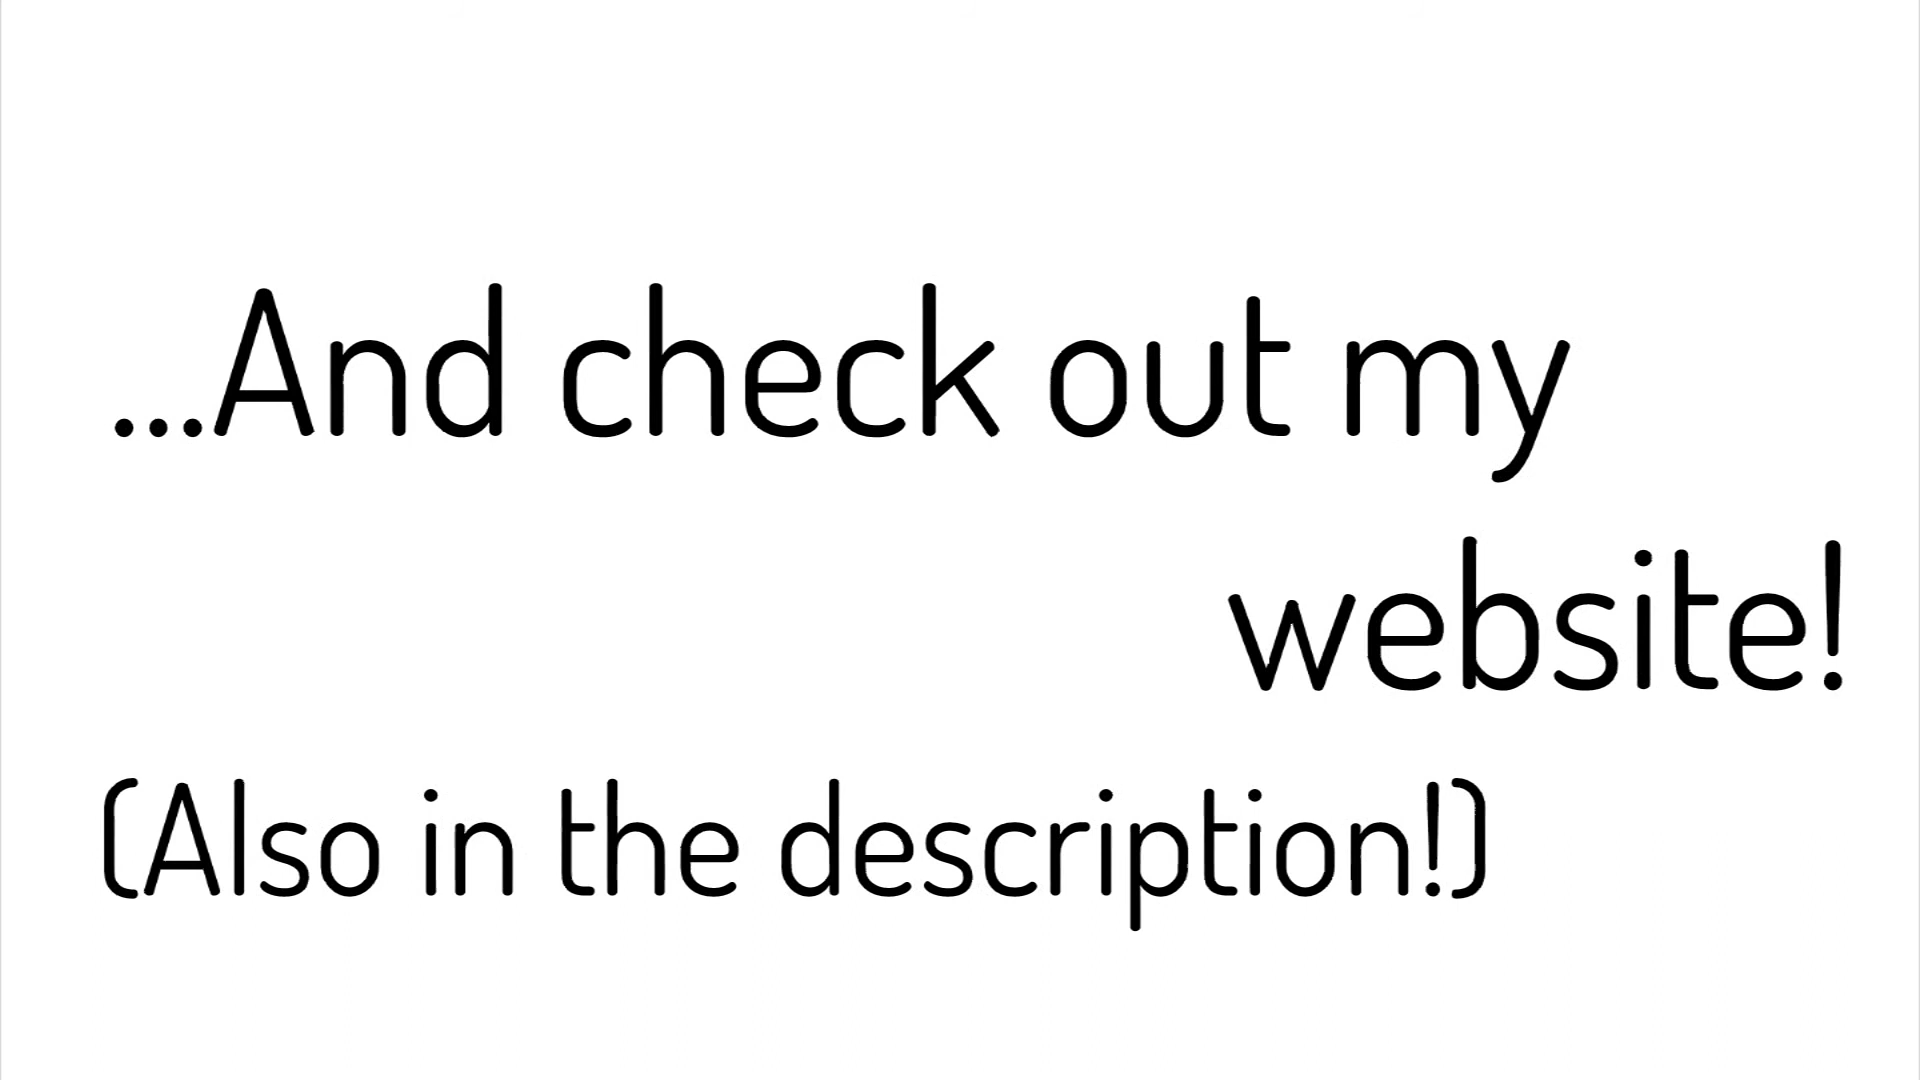 ...And check out my
website!
(Also in the description!)